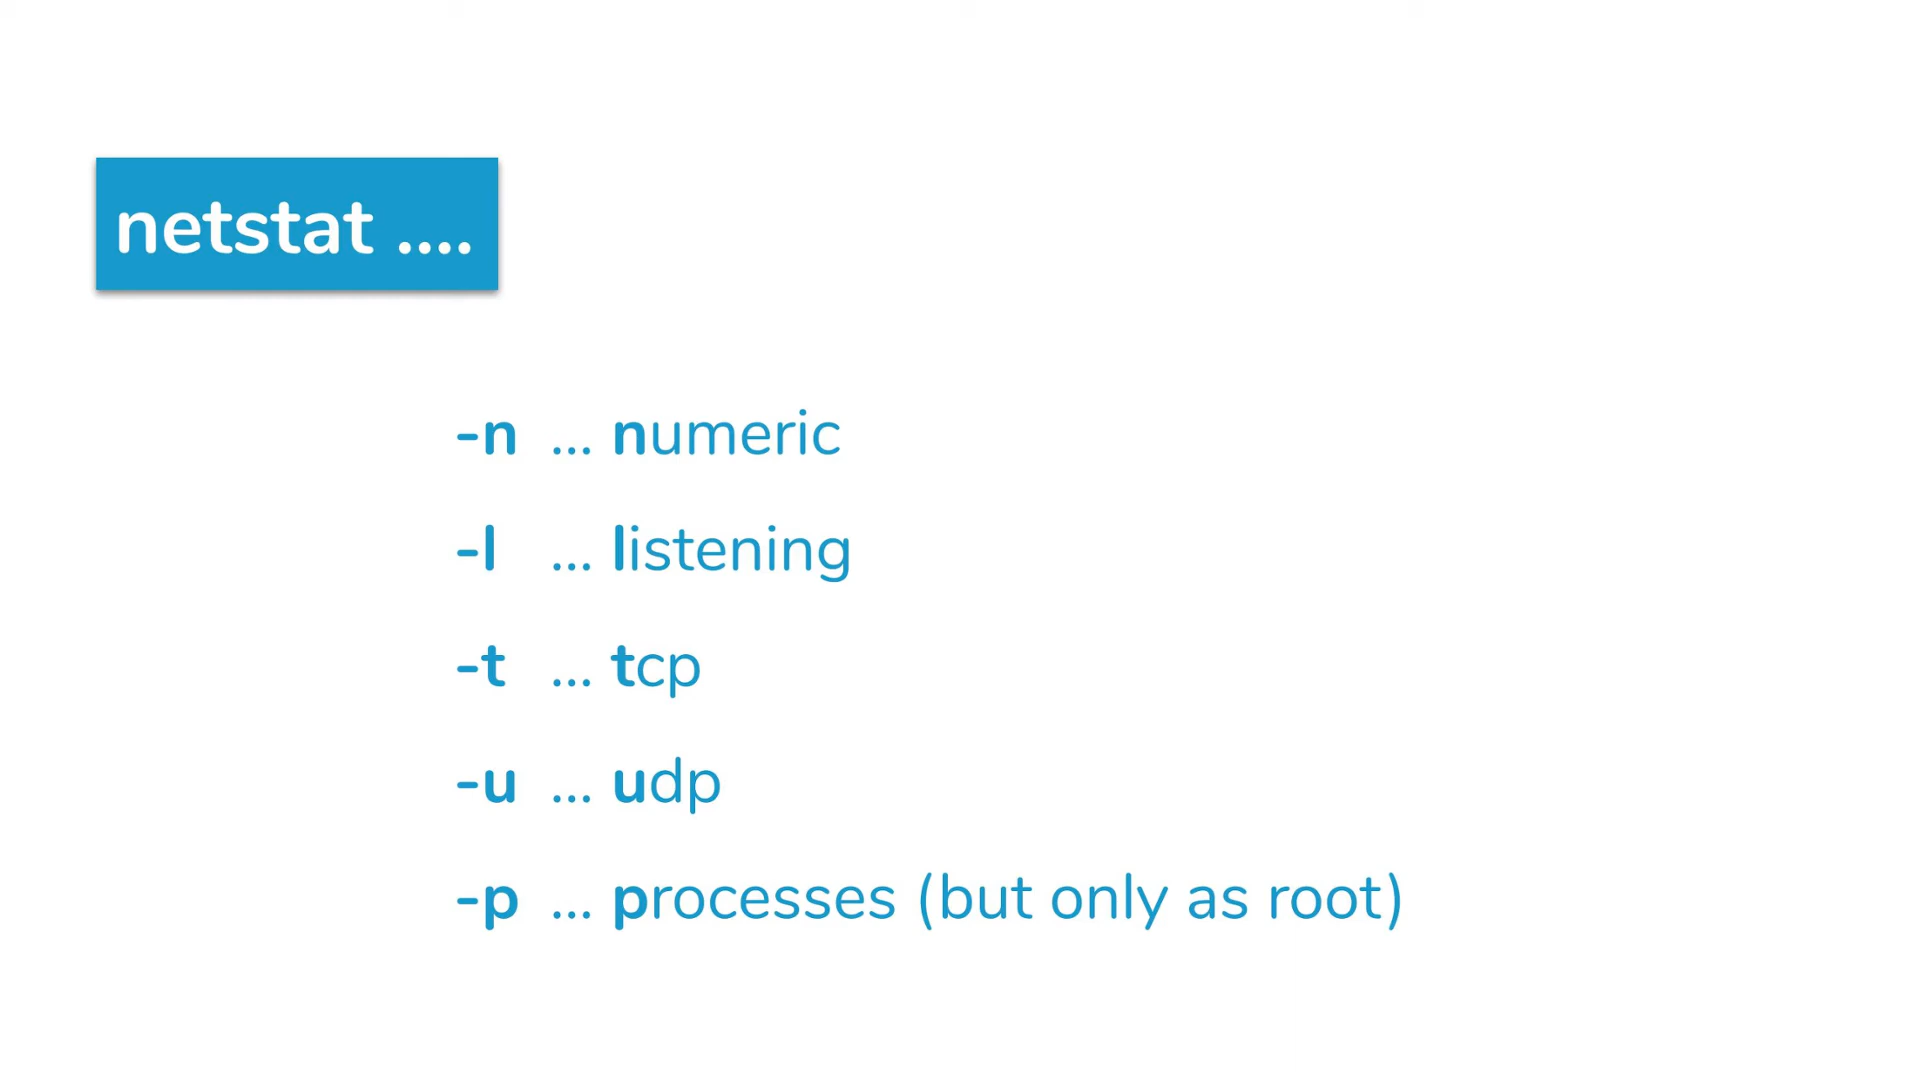 netstat ....
-n ... numeric
-l ... listening
-t ... tcp
-u ... udp
-p ... processes (but only as root)